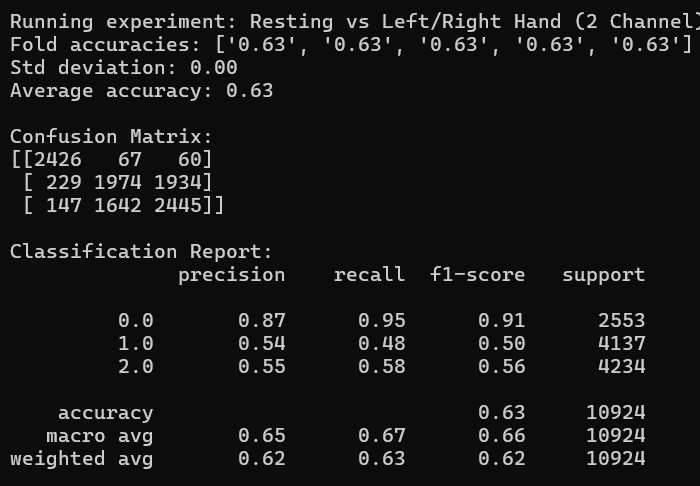 Running experiment: Resting vs Left/Right Hand (2 Channel)
Fold accuracies: ['0.63', '0.63', '0.63', '0.63', '0.63']
Std deviation: 0.00
Average accuracy: 0.63

Confusion Matrix:
[[2426   67   60]
 [ 229 1974 1934]
 [ 147 1642 2445]]

Classification Report:
              precision    recall  f1-score   support

         0.0       0.87      0.95      0.91      2553
         1.0       0.54      0.48      0.50      4137
         2.0       0.55      0.58      0.56      4234

    accuracy                           0.63     10924
   macro avg       0.65      0.67      0.66     10924
weighted avg       0.62      0.63      0.62     10924